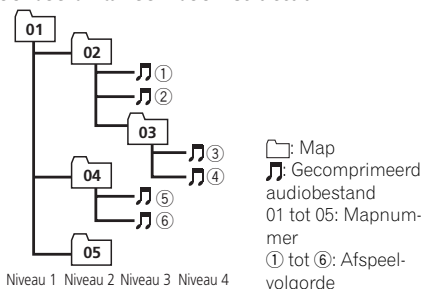 01
02
①
②
03
③
④
04
⑤
⑥
05
Niveau 1 Niveau 2 Niveau 3 Niveau 4
: Map
: Gecomprimeerd
audiobestand
01 tot 05: Mapnum-
mer
① tot ⑥: Afspeel-
volgorde